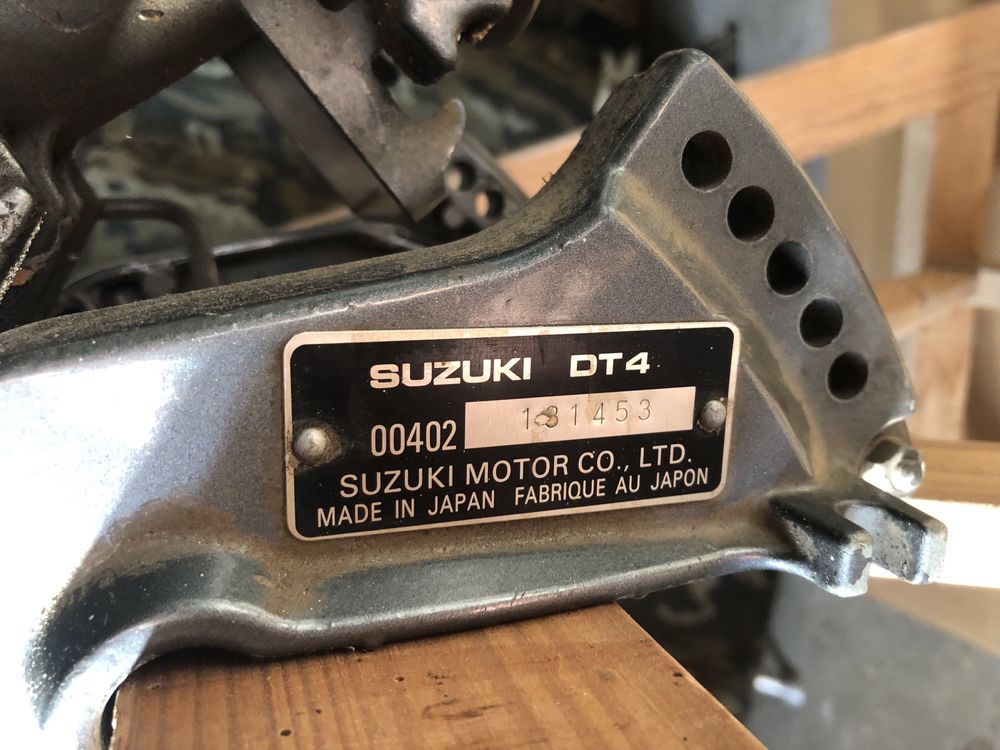 SUZUKI DT4
00402 131453
SUZUKI MOTOR CO., LTD.
MADE IN JAPAN FABRIQUE AU JAPON